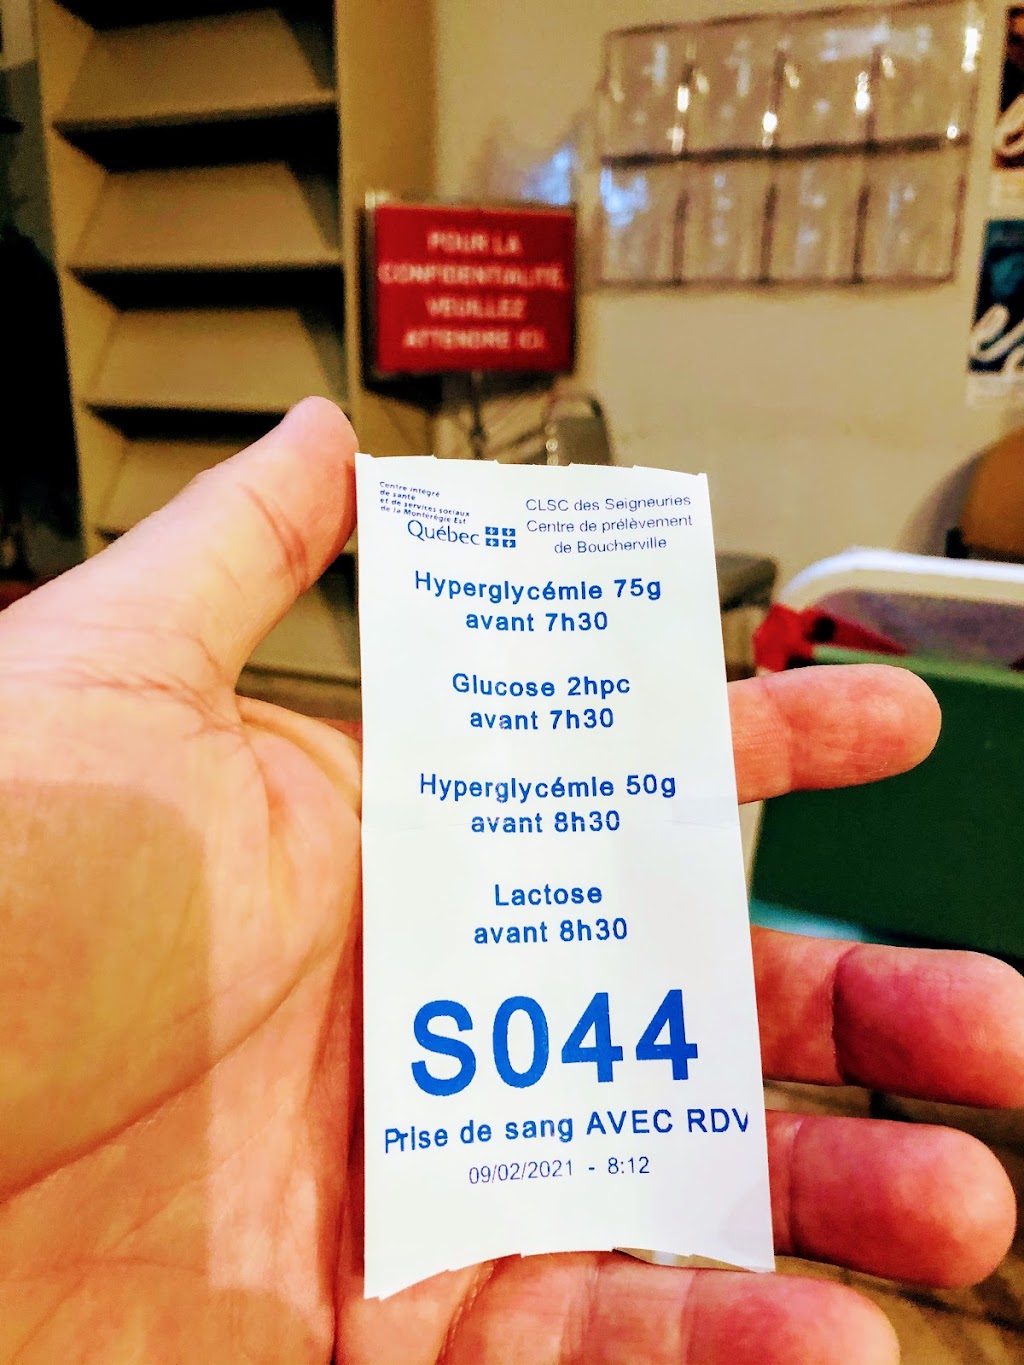 POUR LA
CONFIDENTIALITÉ,
VEUILLEZ
ATTENDRE ICI
Centre intégré
de santé
et de services sociaux
de la Montérégie Est
Québec
CLSC des Seigneuries
Centre de prélèvement
de Boucherville
Hyperglycémie 75g
avant 7h30
Glucose 2hpc
avant 7h30
Hyperglycémie 50g
avant 8h30
Lactose
avant 8h30
S044
Prise de sang AVEC RDV
09/02/2021 - 8:12